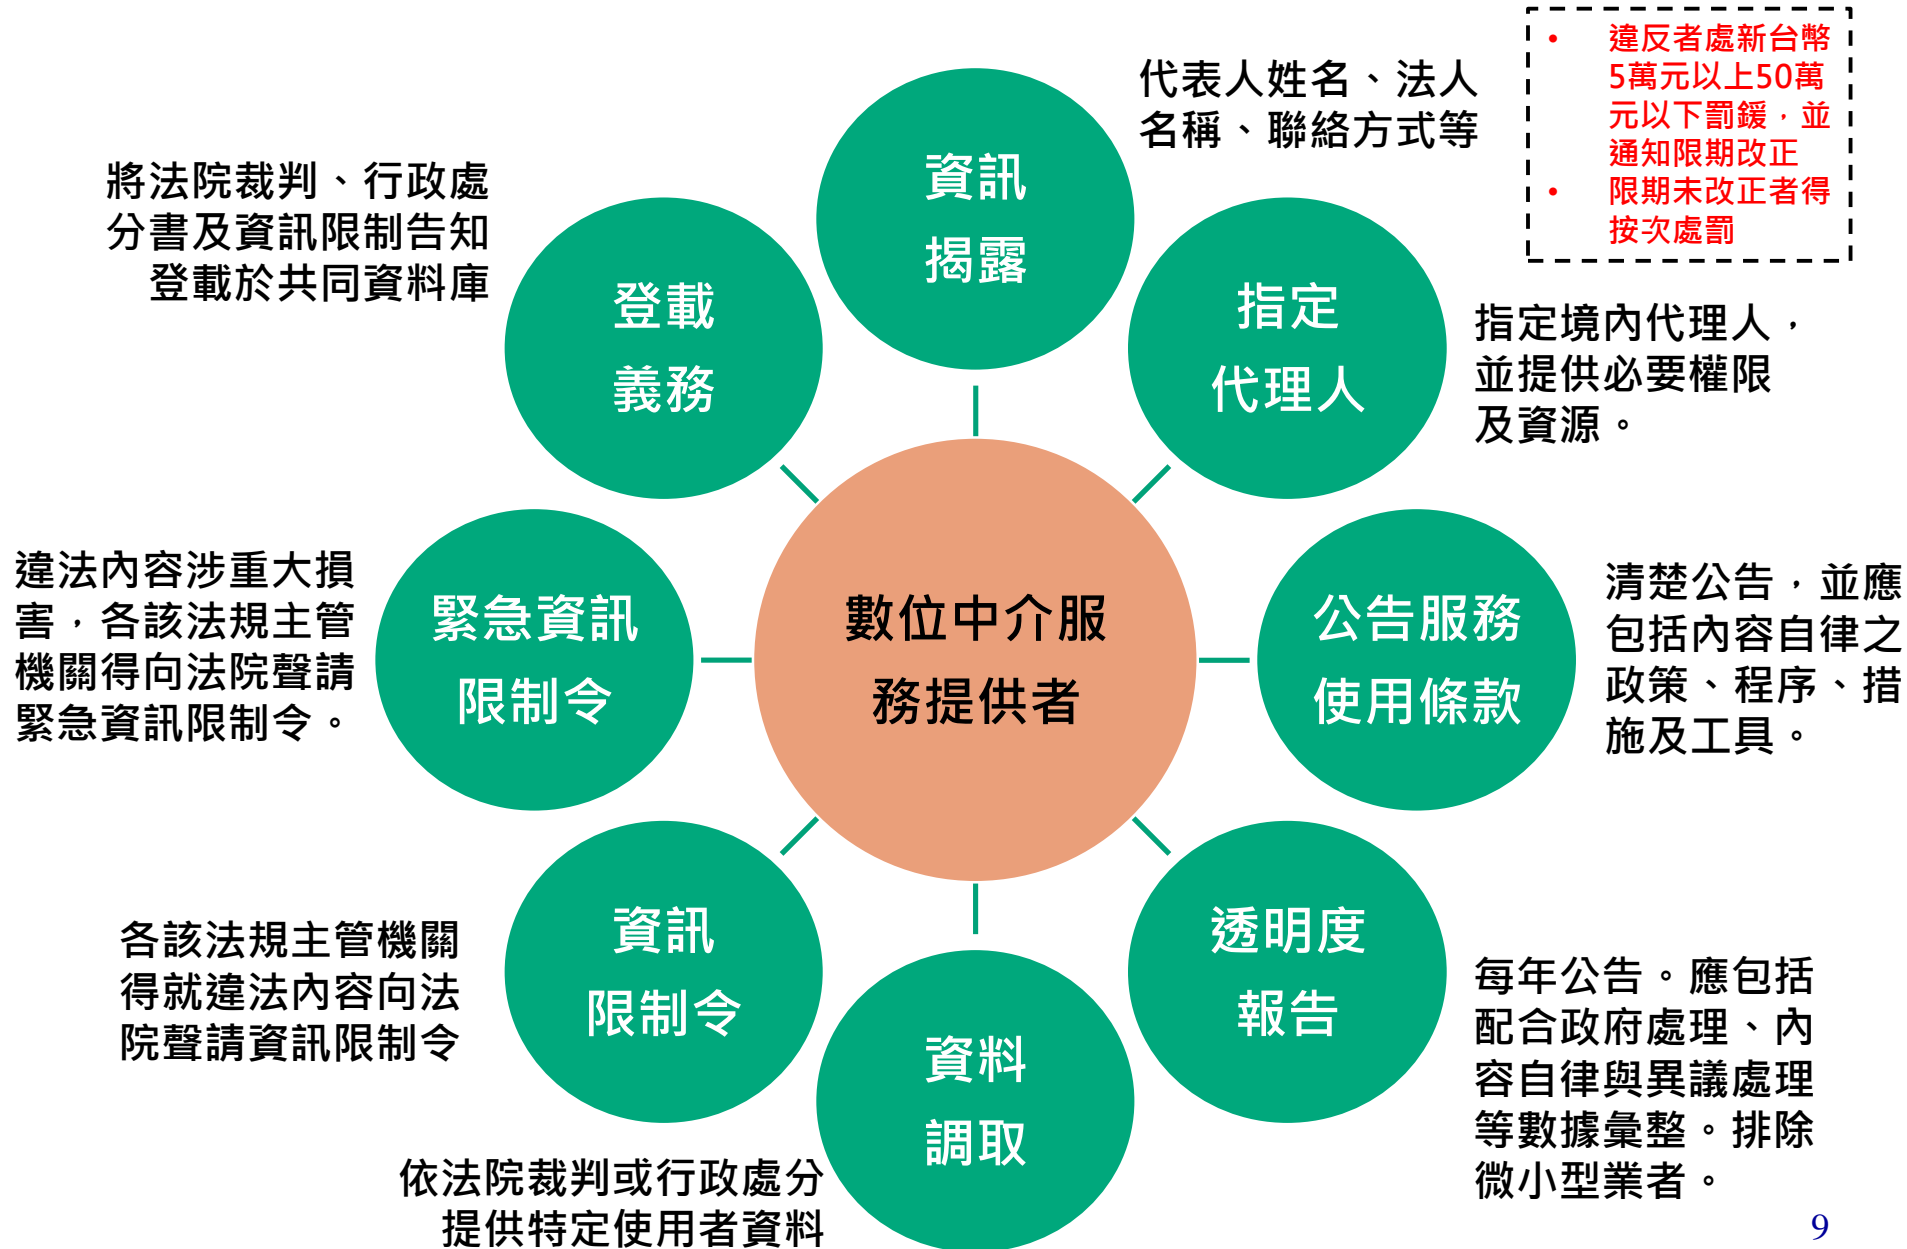 違反者處新台幣
5萬元以上50萬
元以下罰鍰，並
通知限期改正
限期未改正者得
按次處罰
代表人姓名、法人
名稱、聯絡方式等
資訊
揭露
將法院裁判、行政處
分書及資訊限制告知
登載於共同資料庫
登載
義務
指定
代理人
指定境內代理人，
並提供必要權限
及資源。
違法內容涉重大損
害，各該法規主管
機關得向法院聲請
緊急資訊限制令。
緊急資訊
限制令
數位中介服
務提供者
公告服務
使用條款
清楚公告，並應
包括內容自律之
政策、程序、措
施及工具。
各該法規主管機關
得就違法內容向法
院聲請資訊限制令
資訊
限制令
透明度
報告
每年公告。應包括
配合政府處理、內
容自律與異議處理
等數據彙整。排除
微小型業者。
資料
調取
依法院裁判或行政處分
提供特定使用者資料
9